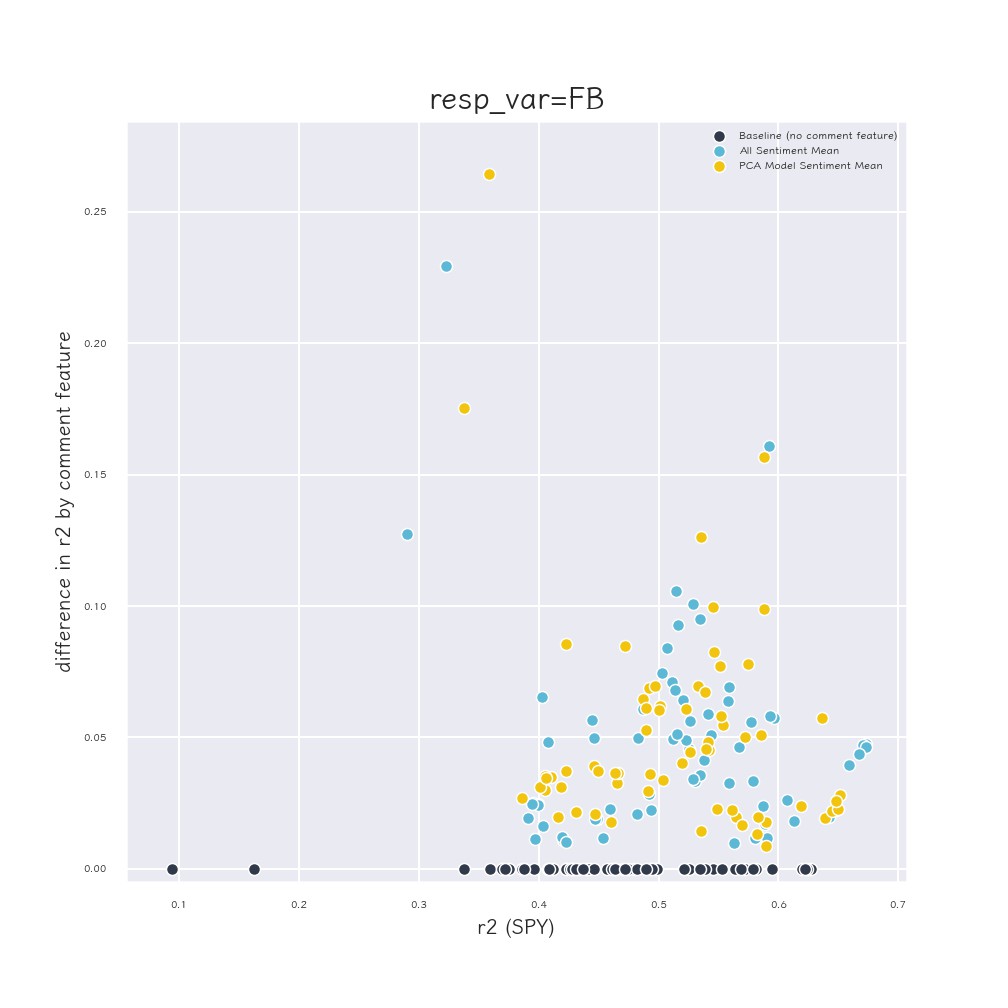 resp_var=FB
Baseline (no comment feature)
All Sentiment Mean
PCA Model Sentiment Mean
0.25
0.20
0.15
0.10
0.05
0.00
difference in r2 by comment feature
0.1 0.2 0.3 0.4 0.5 0.6 0.7
r2 (SPY)